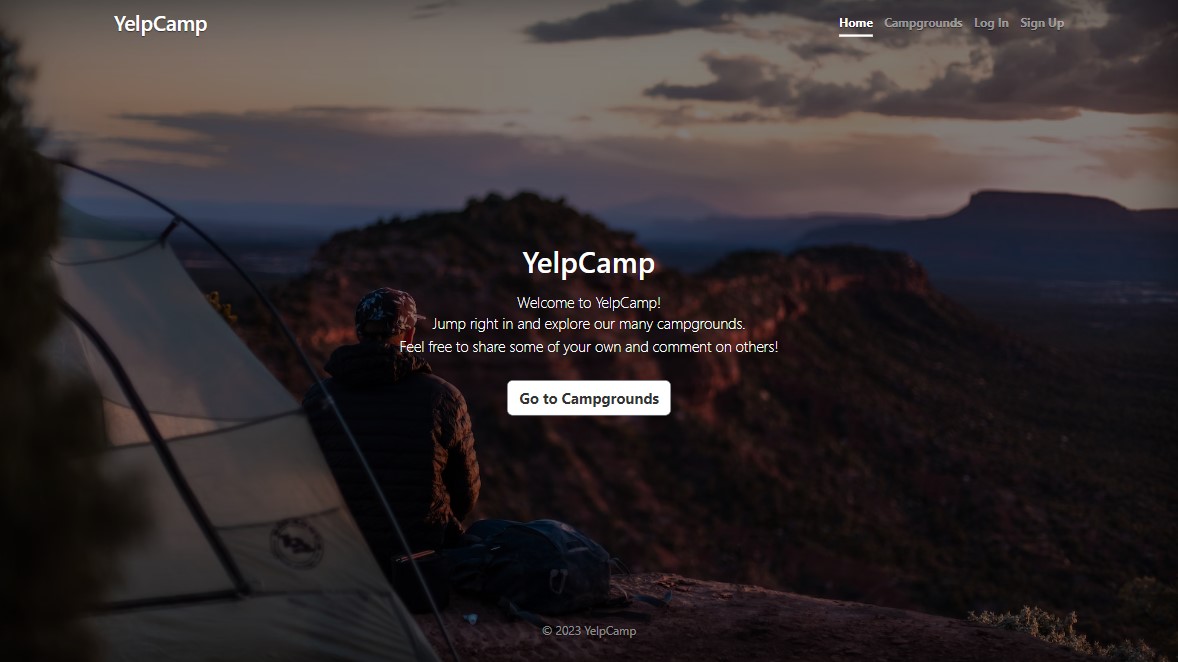 YelpCamp
Home Campgrounds Log In Sign Up
YelpCamp
Welcome to YelpCamp!
Jump right in and explore our many campgrounds.
Feel free to share some of your own and comment on others!
Go to Campgrounds
© 2023 YelpCamp